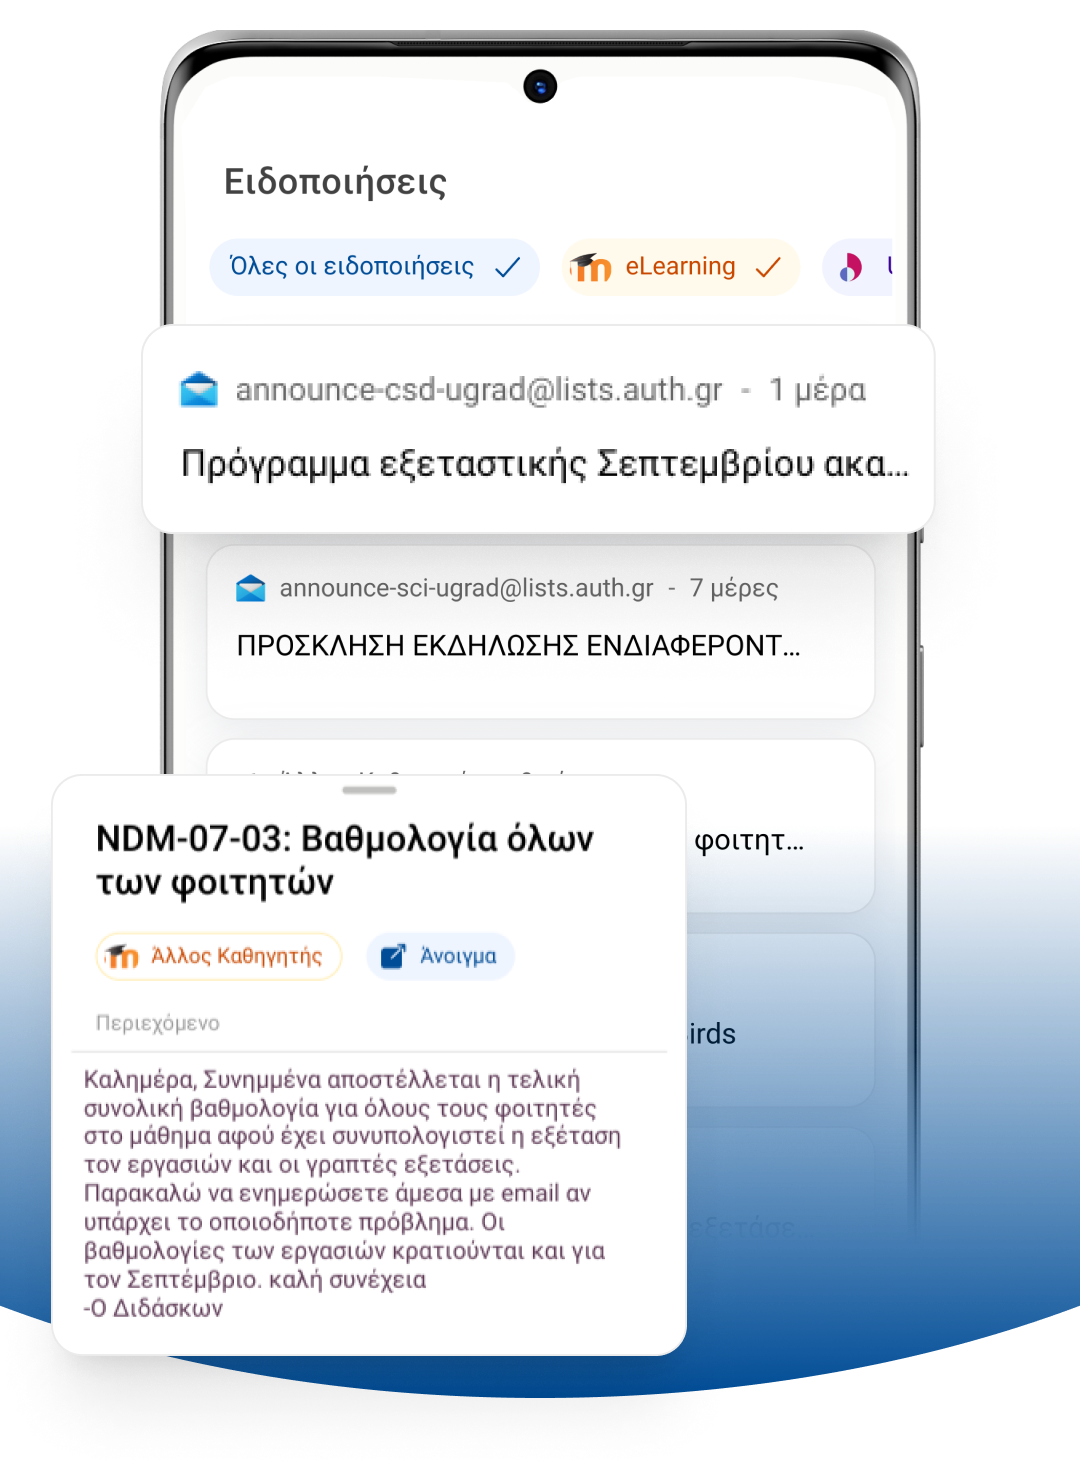 Ειδοποιήσεις
Όλες οι ειδοποιήσεις
eLearning
announce-csd-ugrad@lists.auth.gr - 1 μέρα
Πρόγραμμα εξεταστικής Σεπτεμβρίου ακα...
announce-sci-ugrad@lists.auth.gr - 7 μέρες
ΠΡΟΣΚΛΗΣΗ ΕΚΔΗΛΩΣΗΣ ΕΝΔΙΑΦΕΡΟΝΤ...
φοιτητ...
irds
εξετάσε
NDM-07-03: Βαθμολογία όλων
των φοιτητών
Άλλος Καθηγητής
Άνοιγμα
Περιεχόμενο
Καλημέρα, Συνημμένα αποστέλλεται η τελική
συνολική βαθμολογία για όλους τους φοιτητές
στο μάθημα αφού έχει συνυπολογιστεί η εξέταση
τον εργασιών και οι γραπτές εξετάσεις.
Παρακαλώ να ενημερώσετε άμεσα με email αν
υπάρχει το οποιοδήποτε πρόβλημα. Οι
βαθμολογίες των εργασιών κρατιούνται και για
τον Σεπτέμβριο. καλή συνέχεια
-Ο Διδάσκων